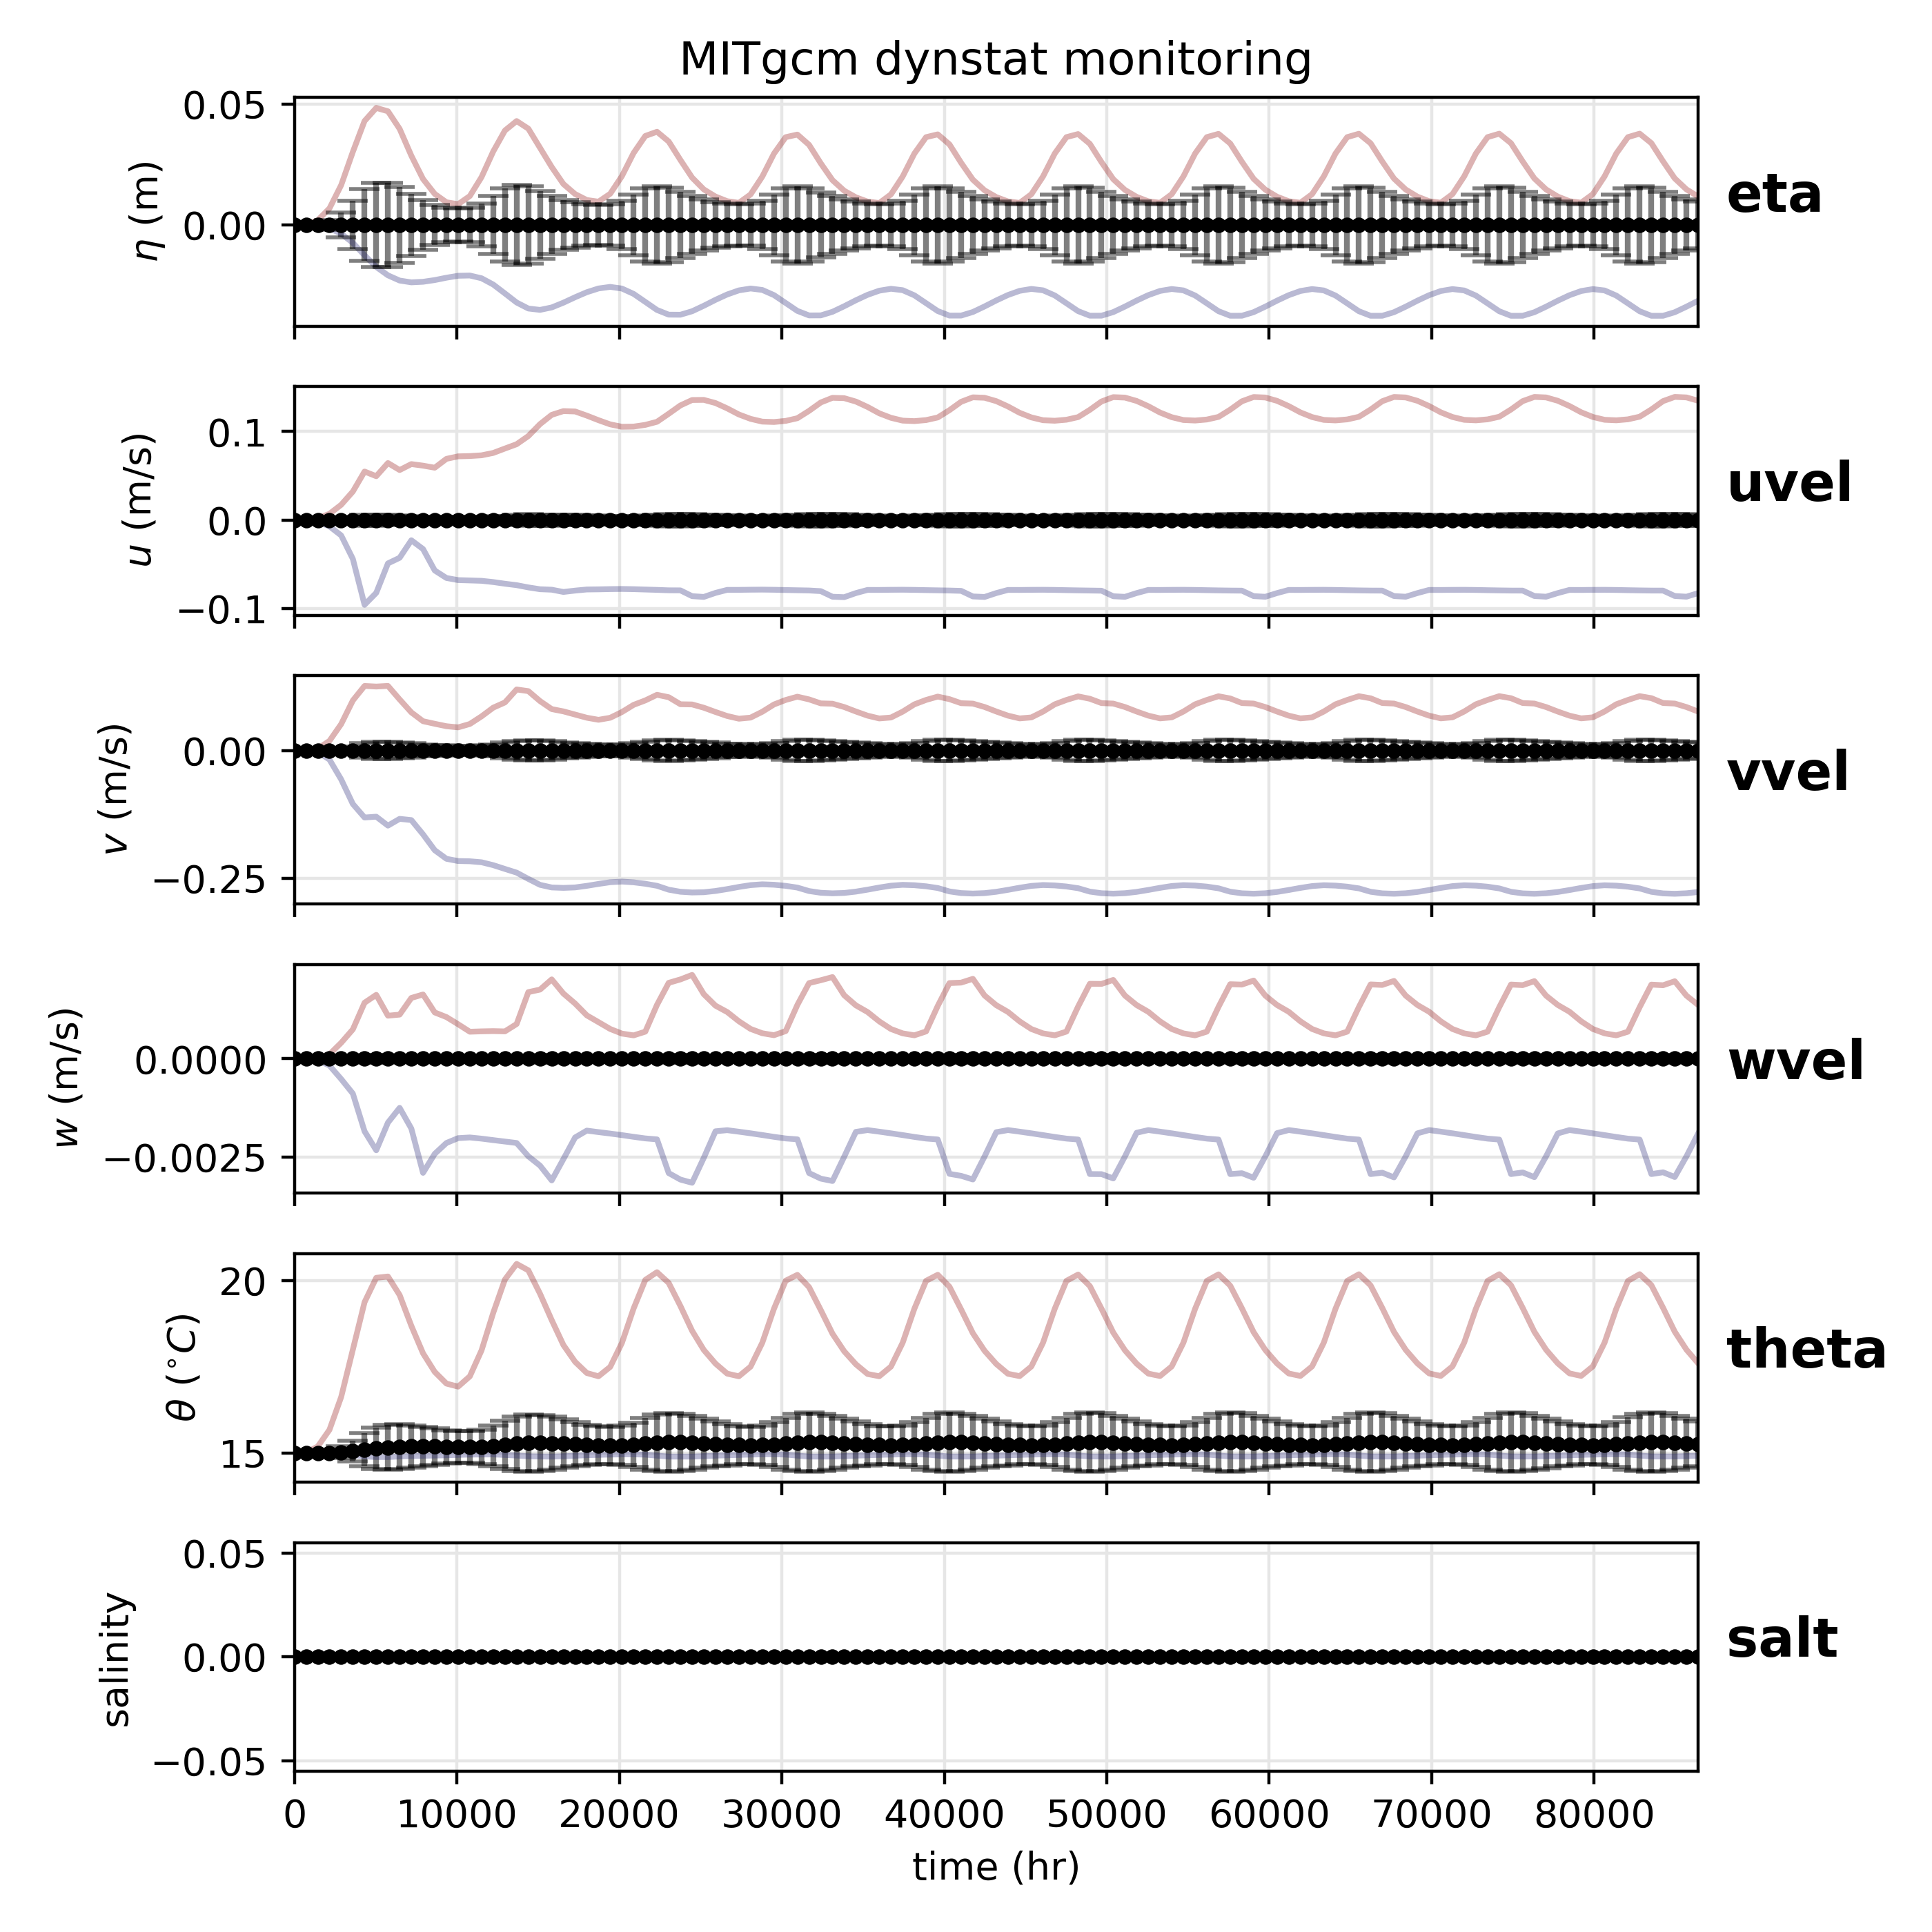 MITgcm dynstat monitoring
0.05
0.00
η (m)
eta
0.1
0.0
−0.1
u (m/s)
uvel
0.00
−0.25
v (m/s)
vvel
0.0000
−0.0025
w (m/s)
wvel
20
15
θ (°C)
theta
0.05
0.00
−0.05
salinity
salt
0 10000 20000 30000 40000 50000 60000 70000 80000
time (hr)